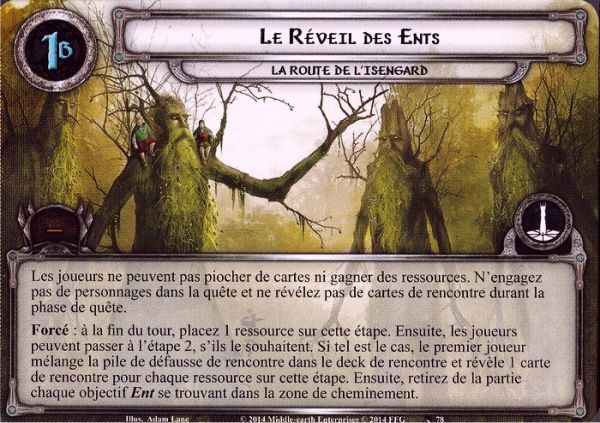 1B
Le Réveil des Ents
La Route de l'Isengard
Les joueurs ne peuvent pas piocher de cartes ni gagner des ressources. N'engagez
pas de personnages dans la quête et ne révélez pas de cartes de rencontre durant la
phase de quête.
Forcé : à la fin du tour, placez 1 ressource sur cette étape. Ensuite, les joueurs
peuvent passer à l'étape 2, s'ils le souhaitent. Si tel est le cas, le premier joueur
mélange la pile de défausse de rencontre dans le deck de rencontre et révèle 1 carte
de rencontre pour chaque ressource sur cette étape. Ensuite, retirez de la partie
chaque objectif Ent se trouvant dans la zone de cheminement.
Illus. Adam Lane © 2014 Middle-earth Enterprises © 2014 FFG 78